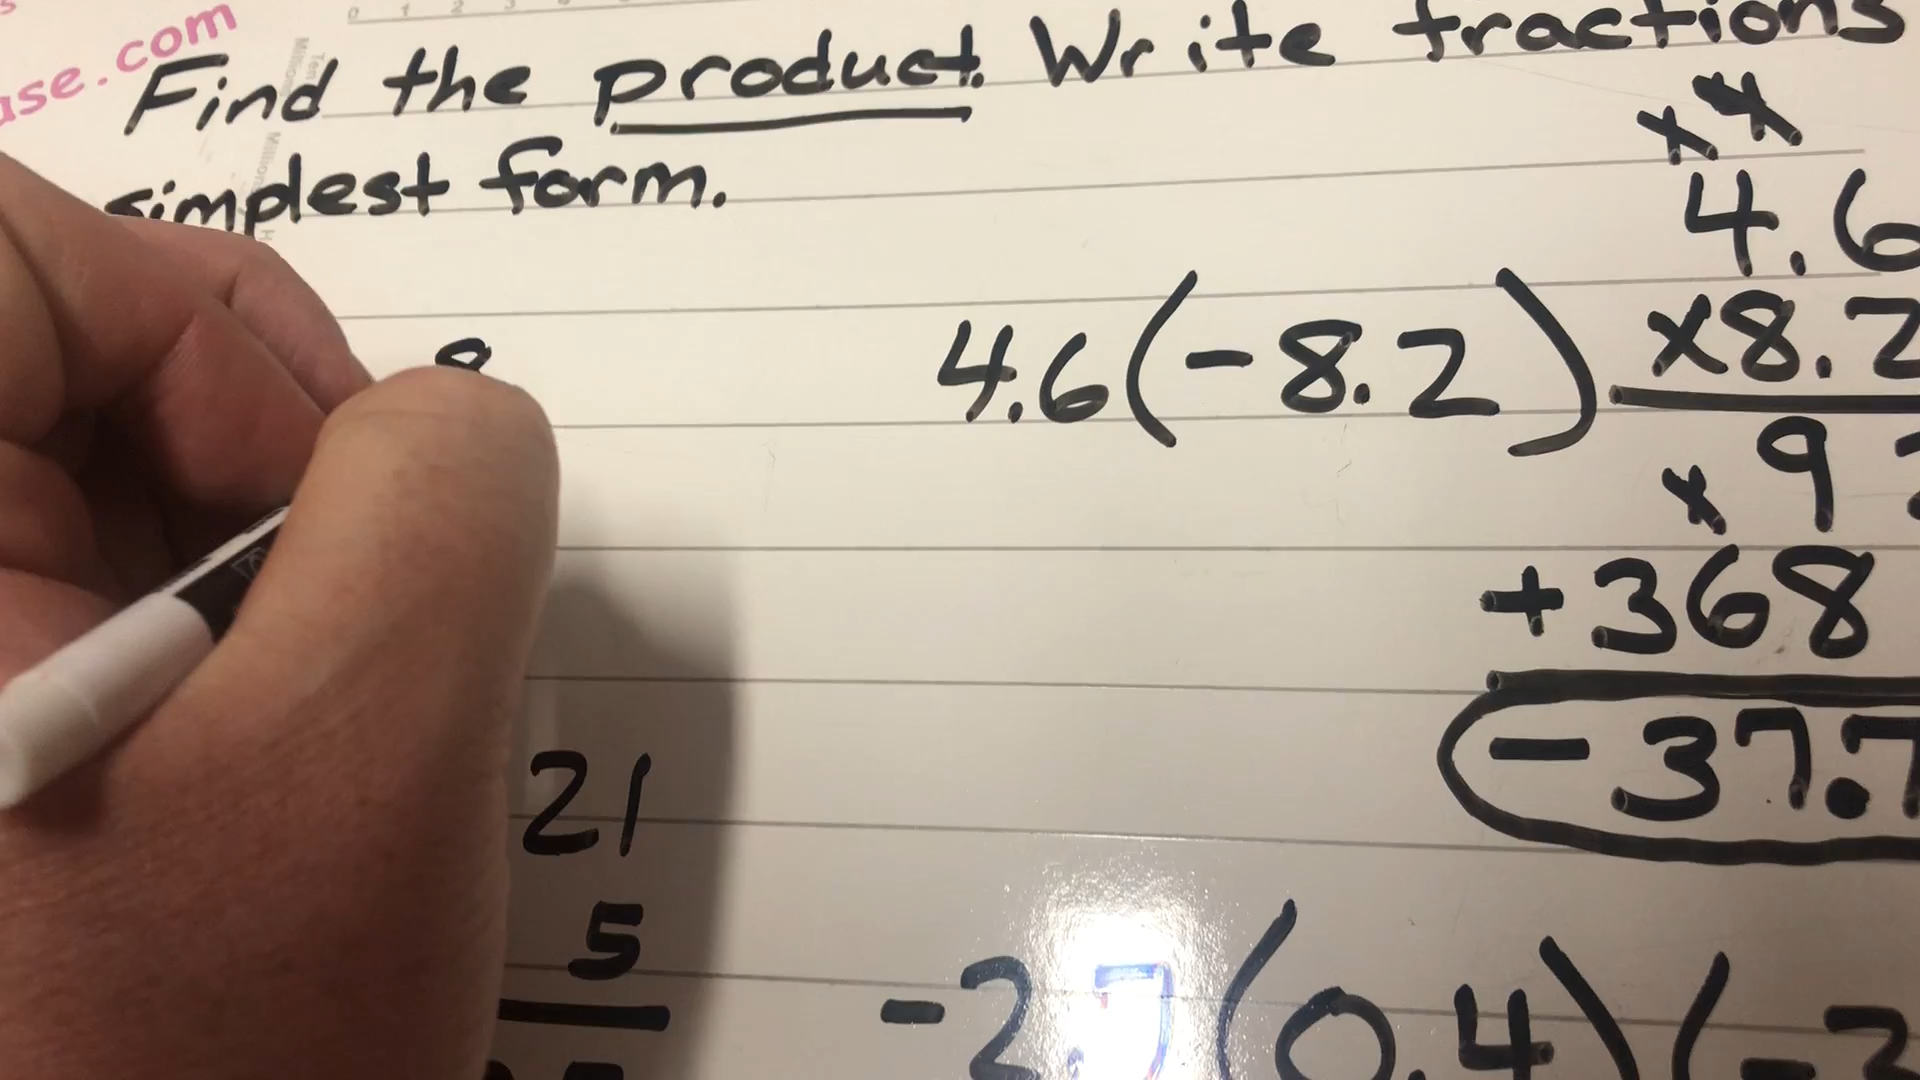 use.com
Find the product. Write fractions
simplest form.
4.6
4.6(-8.2) x8.2
9
+368
-37.7
21
5
-2.7(0.4)(-3